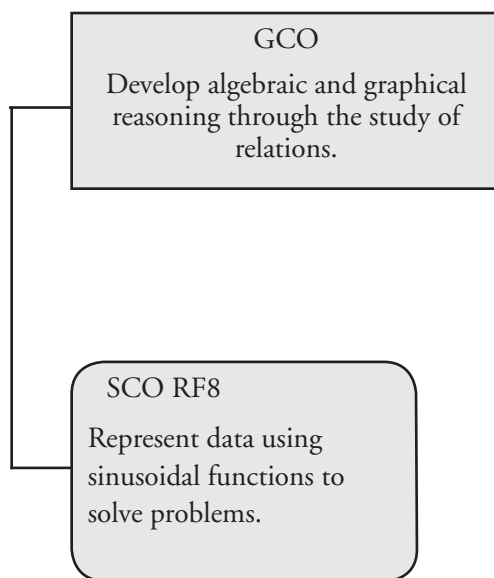 GCO
Develop algebraic and graphical
reasoning through the study of
relations.
SCO RF8
Represent data using
sinusoidal functions to
solve problems.